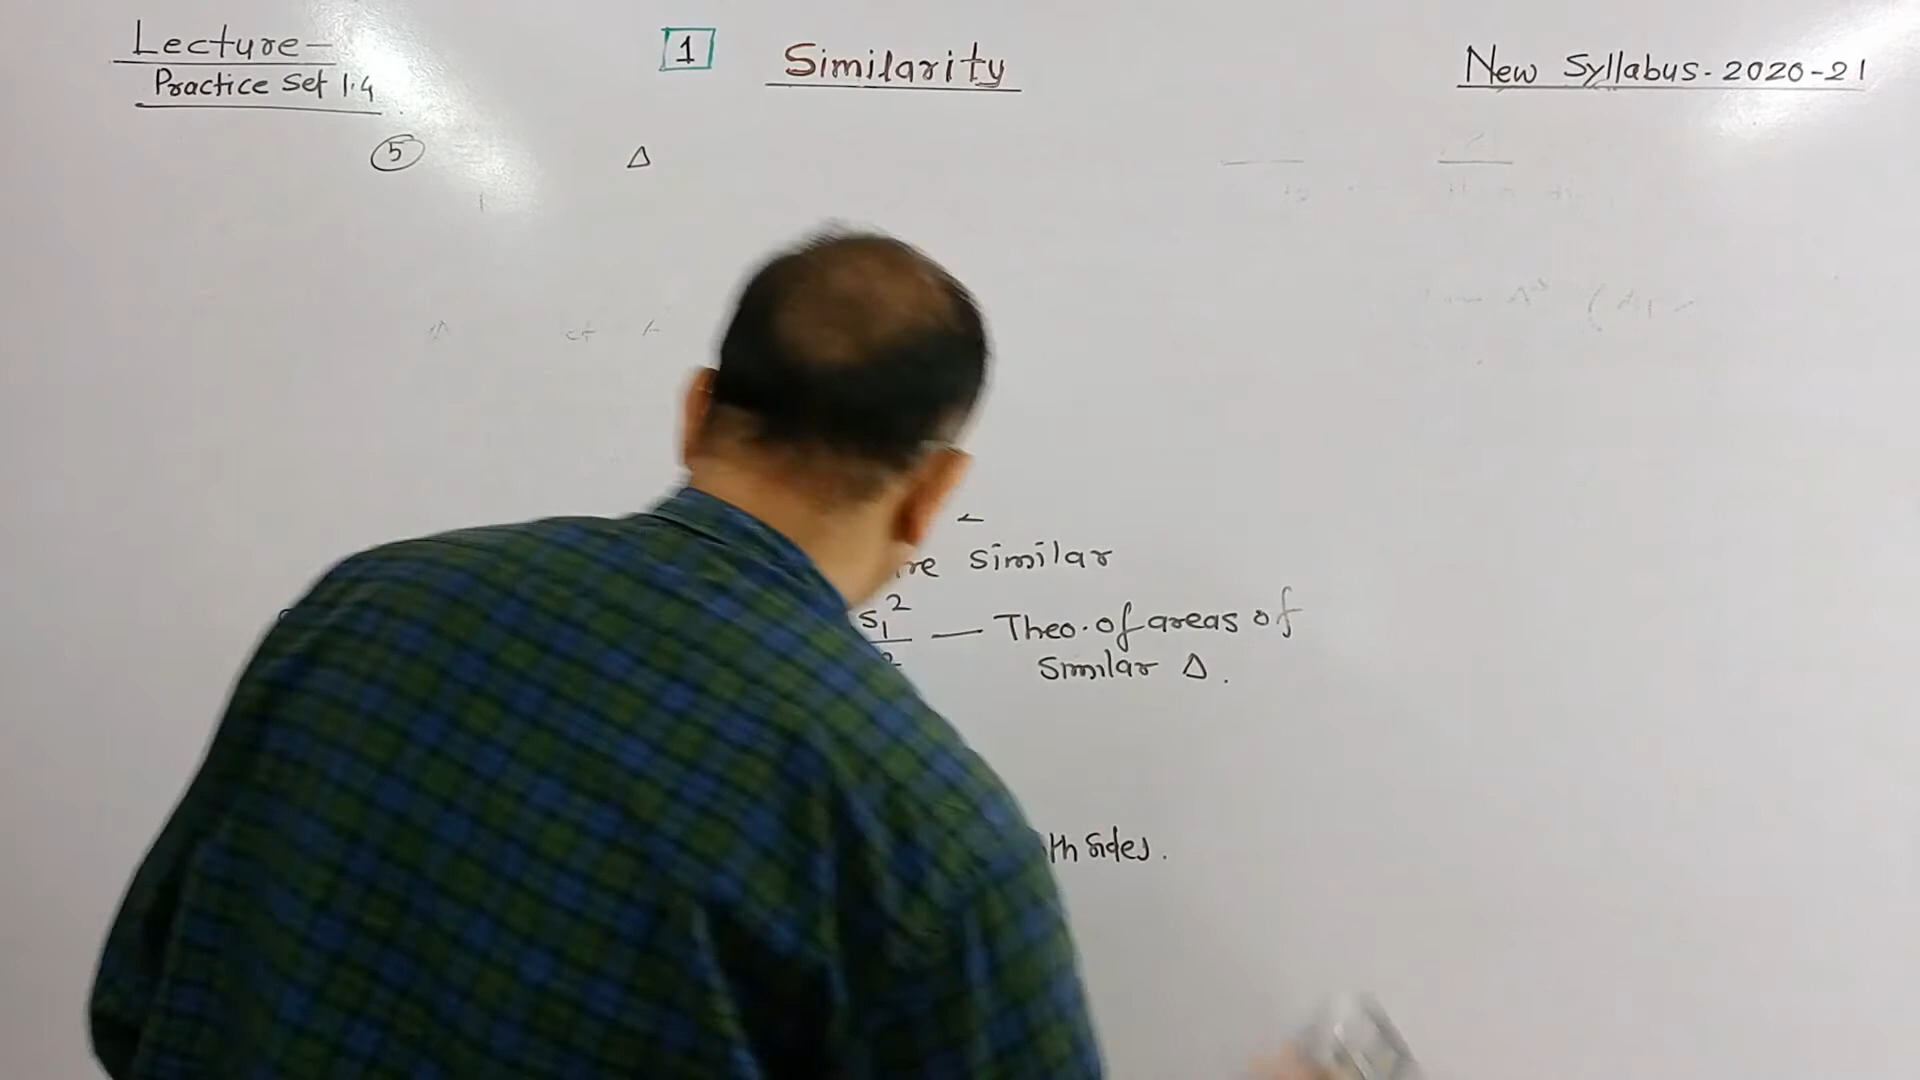 Lecture-
Practice Set 1.4
1
Similarity
New Syllabus. 2020-21
5
Δ
re similar
s₁² — Theo. of areas of
similar Δ.
th sides.